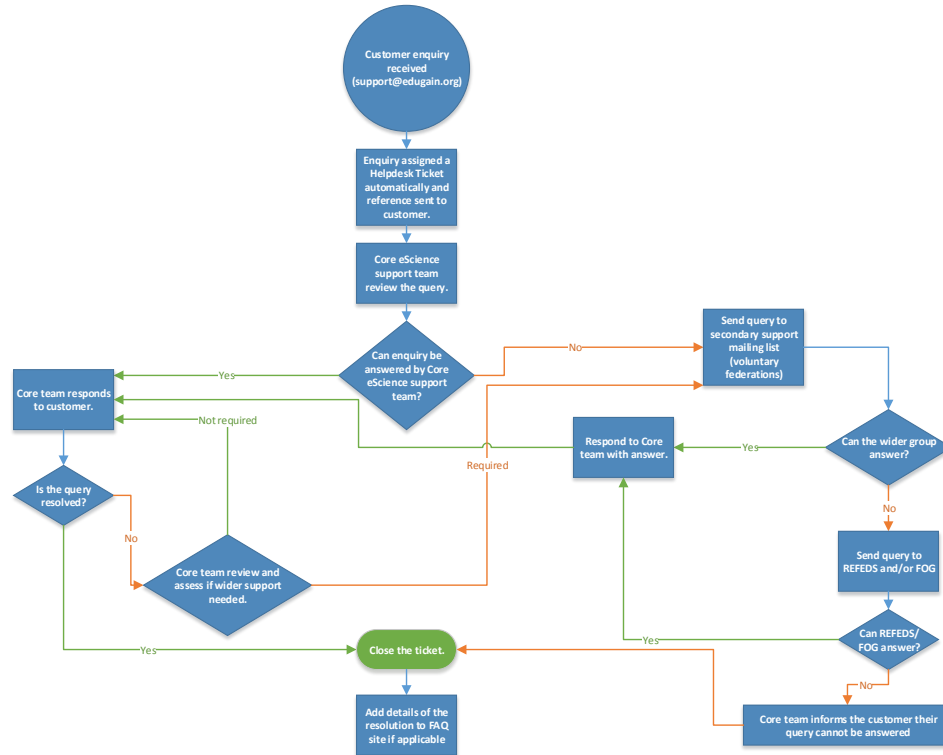 Customer enquiry
received
(support@edugain.org)
Enquiry assigned a
Helpdesk Ticket
automatically and
reference sent to
customer.
Core eScience
support team
review the query.
Can enquiry be
answered by Core
eScience support
team?
No
Yes
Send query to
secondary support
mailing list
(voluntary
federations)
Core team responds
to customer.
Not required
Required
Respond to Core
team with answer.
Yes
Can the wider group
answer?
Is the query
resolved?
No
No
Core team review and
assess if wider support
needed.
Send query to
REFEDS and/or FOG
Can REFEDS/
FOG answer?
Yes
Yes
Close the ticket.
No
Add details of the
resolution to FAQ
site if applicable
Core team informs the customer their
query cannot be answered